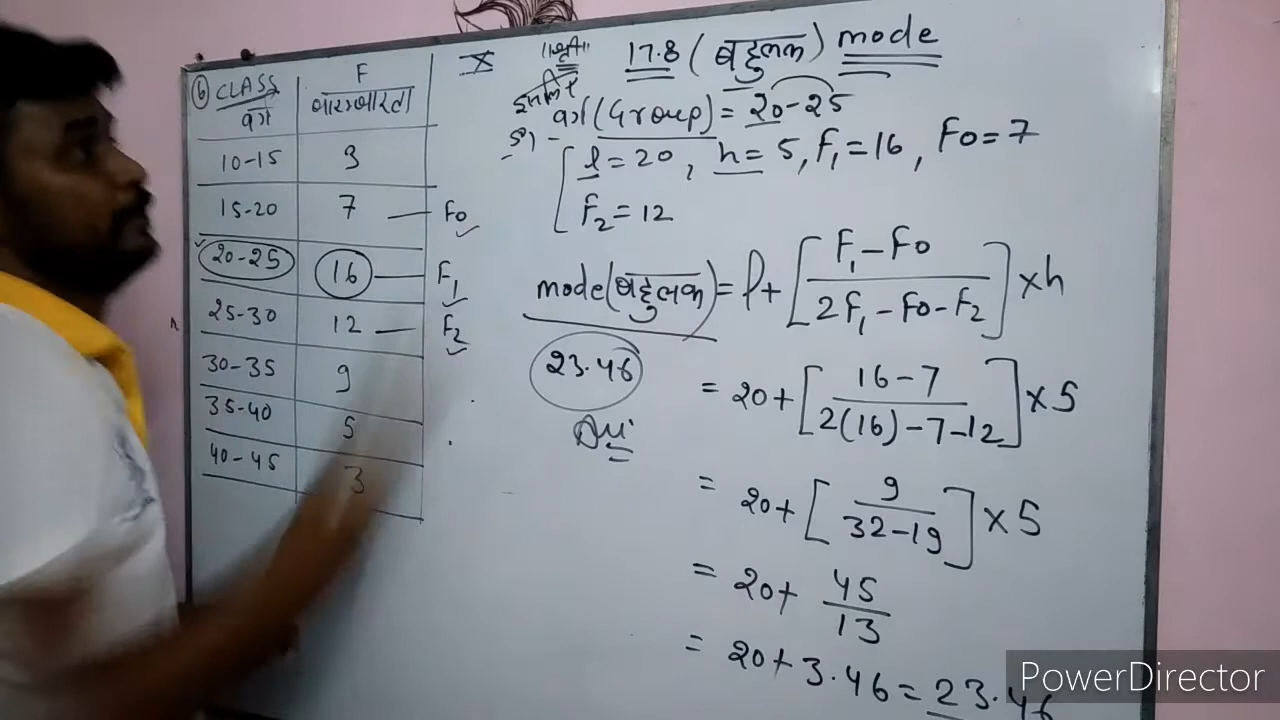 17.8 (बहुलक) mode
वर्ग (Group) = 20-25
l = 20, h = 5, F₁ = 16, F0 = 7
F₂ = 12
mode (बहुलक) = l + [F₁ - F0 / 2F₁ - F0 - F₂] × h
= 20 + [16 - 7 / 2(16) - 7 - 12] × 5
= 20 + [9 / 32 - 19] × 5
= 20 + 45 / 13
= 20 + 3.46 = 23.46
23.46
Ans
X
(6) CLASS F
वर्ग बारम्बारता
10-15 3
15-20 7 — F0
20-25 16 — F₁
25-30 12 — F₂
30-35 9
35-40 5
40-45 3
PowerDirector